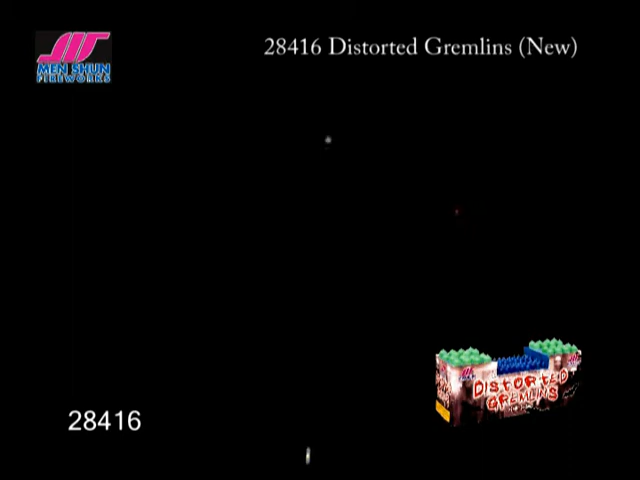 28416 Distorted Gremlins (New)
MEN SHUN
FIREWORKS
DISTORTED
GREMLINS
28416